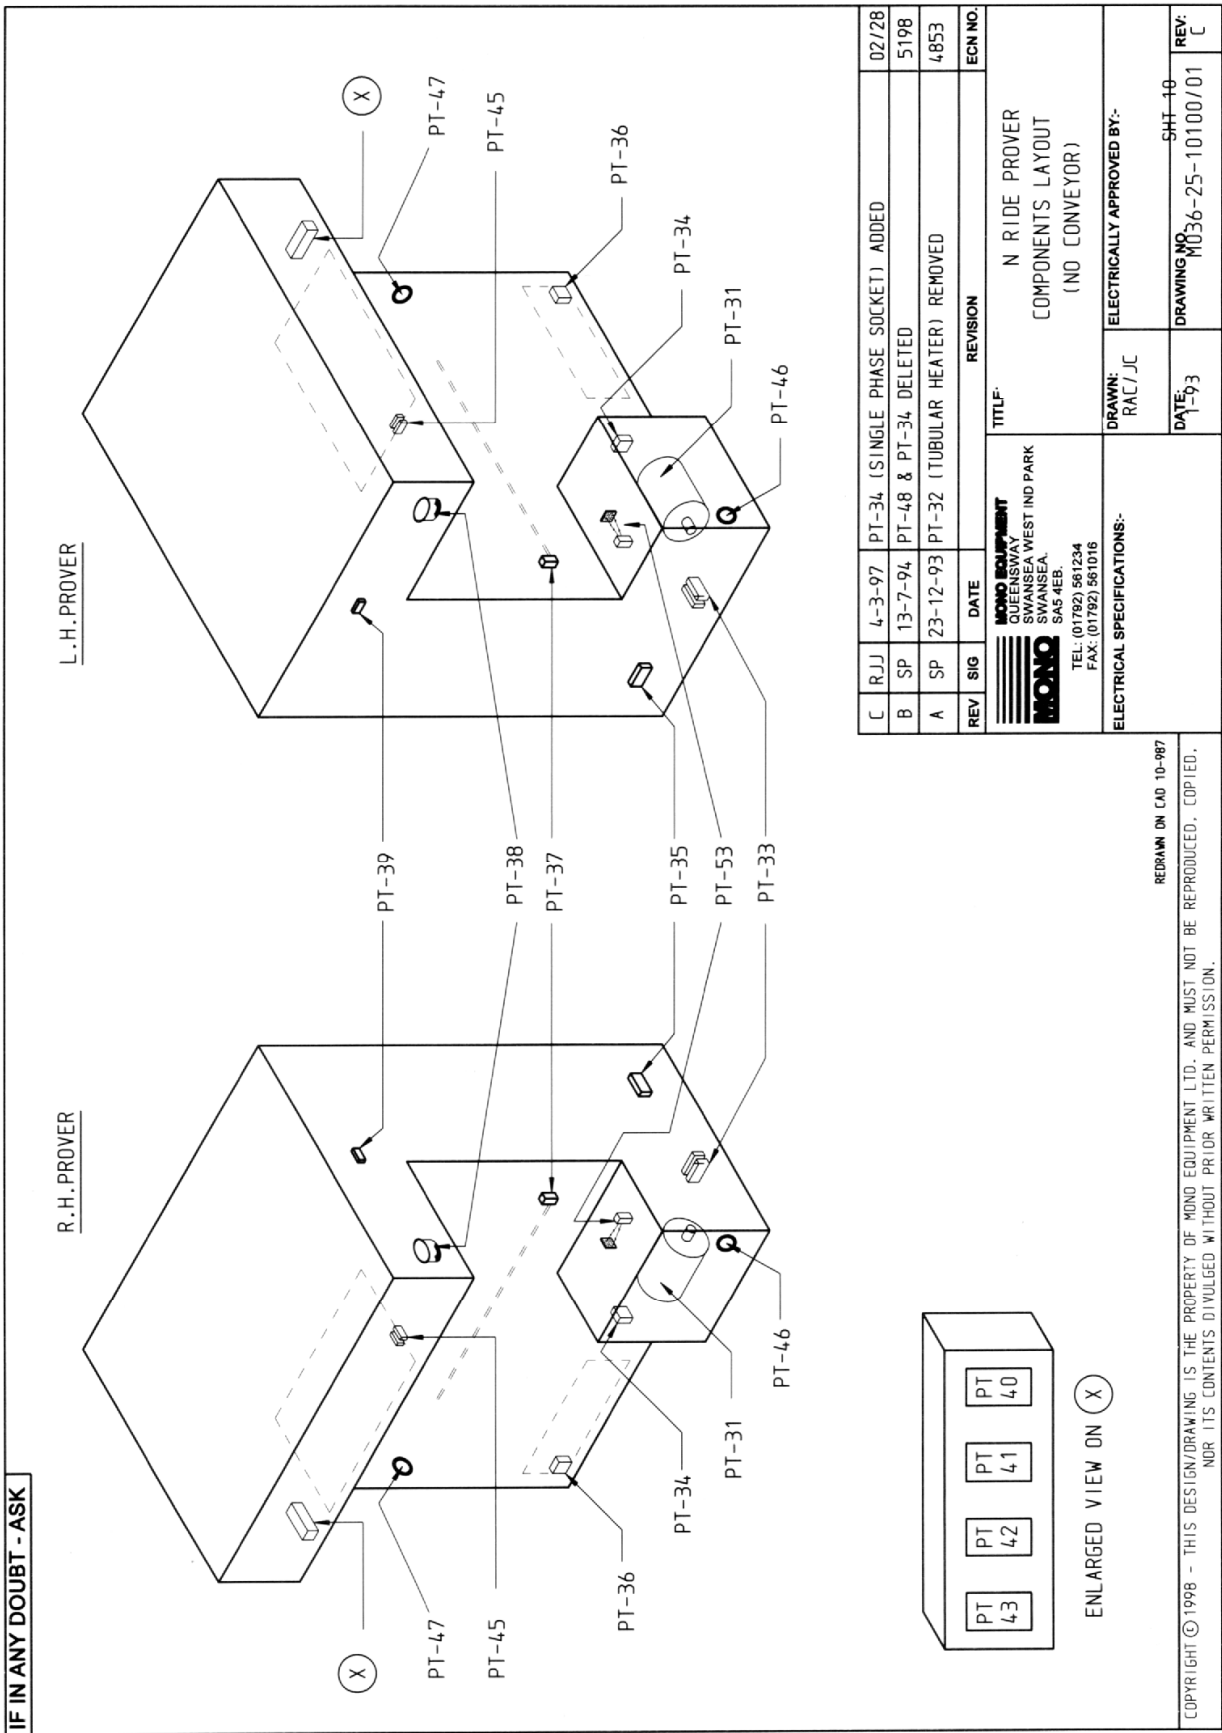 IF IN ANY DOUBT - ASK
R.H.PROVER
L.H.PROVER
X
PT-47
PT-45
PT-36
PT-34
PT-31
PT-46
PT-39
PT-38
PT-37
PT-35
PT-53
PT-33
X
PT-47
PT-45
PT-36
PT-34
PT-31
PT-46
PT 43
PT 42
PT 41
PT 40
ENLARGED VIEW ON X
REDRAWN ON CAD 10-987
C RJJ 4-3-97 PT-34 (SINGLE PHASE SOCKET) ADDED 02/28
B SP 13-7-94 PT-48 & PT-34 DELETED 5198
A SP 23-12-93 PT-32 (TUBULAR HEATER) REMOVED 4853
REV SIG DATE REVISION ECN NO.
MONO
MONO EQUIPMENT
QUEENSWAY
SWANSEA WEST IND PARK
SWANSEA.
SA5 4EB.
TEL: (01792) 561234
FAX: (01792) 561016
TITLE:
N RIDE PROVER
COMPONENTS LAYOUT
(NO CONVEYOR)
ELECTRICAL SPECIFICATIONS:-
DRAWN:
RAC/JC
ELECTRICALLY APPROVED BY:-
DATE:
1-93
DRAWING NO.
SHT 10
M036-25-10100/01
REV:
C
COPYRIGHT © 1998 - THIS DESIGN/DRAWING IS THE PROPERTY OF MONO EQUIPMENT LTD. AND MUST NOT BE REPRODUCED, COPIED,
NOR ITS CONTENTS DIVULGED WITHOUT PRIOR WRITTEN PERMISSION.